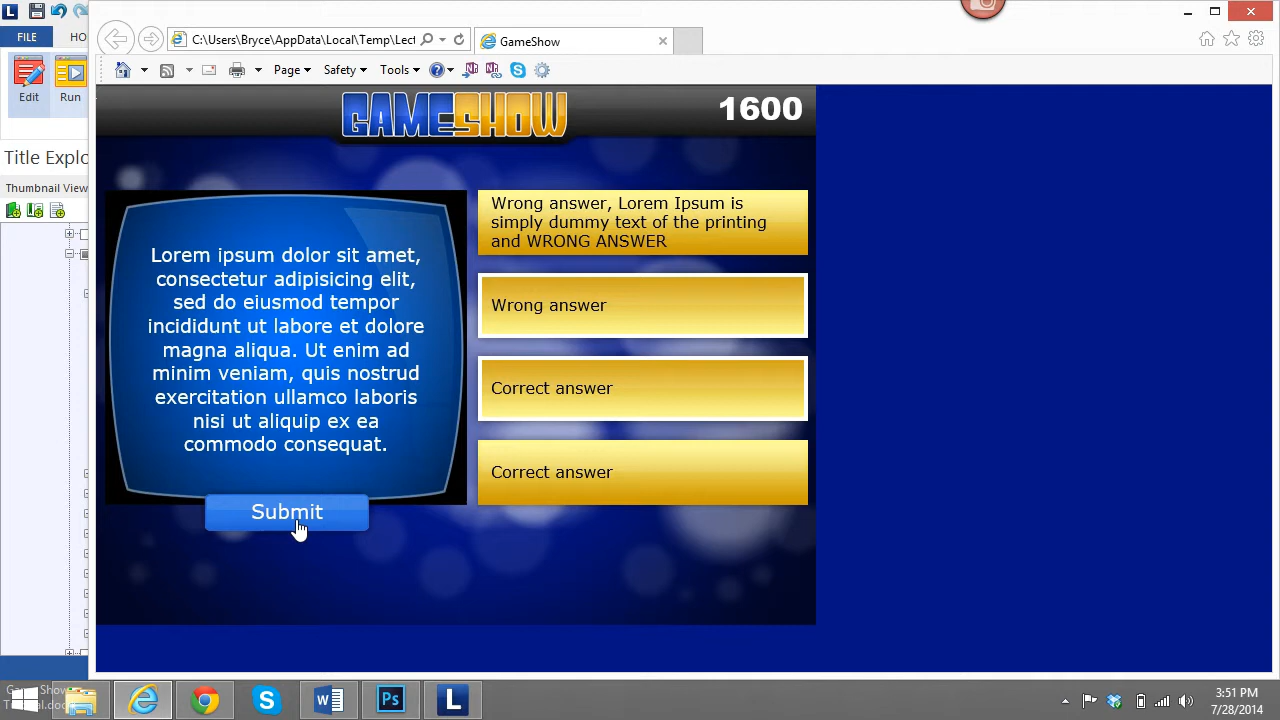 FILE
HO
C:\Users\Bryce\AppData\Local\Temp\Lect
GameShow
Edit
Run
Page
Safety
Tools
GAMESHOW
1600
Title Explo
Thumbnail View
Wrong answer, Lorem Ipsum is
simply dummy text of the printing
and WRONG ANSWER
Lorem ipsum dolor sit amet,
consectetur adipisicing elit,
sed do eiusmod tempor
incididunt ut labore et dolore
magna aliqua. Ut enim ad
minim veniam, quis nostrud
exercitation ullamco laboris
nisi ut aliquip ex ea
commodo consequat.
Wrong answer
Correct answer
Correct answer
Submit
3:51 PM
7/28/2014